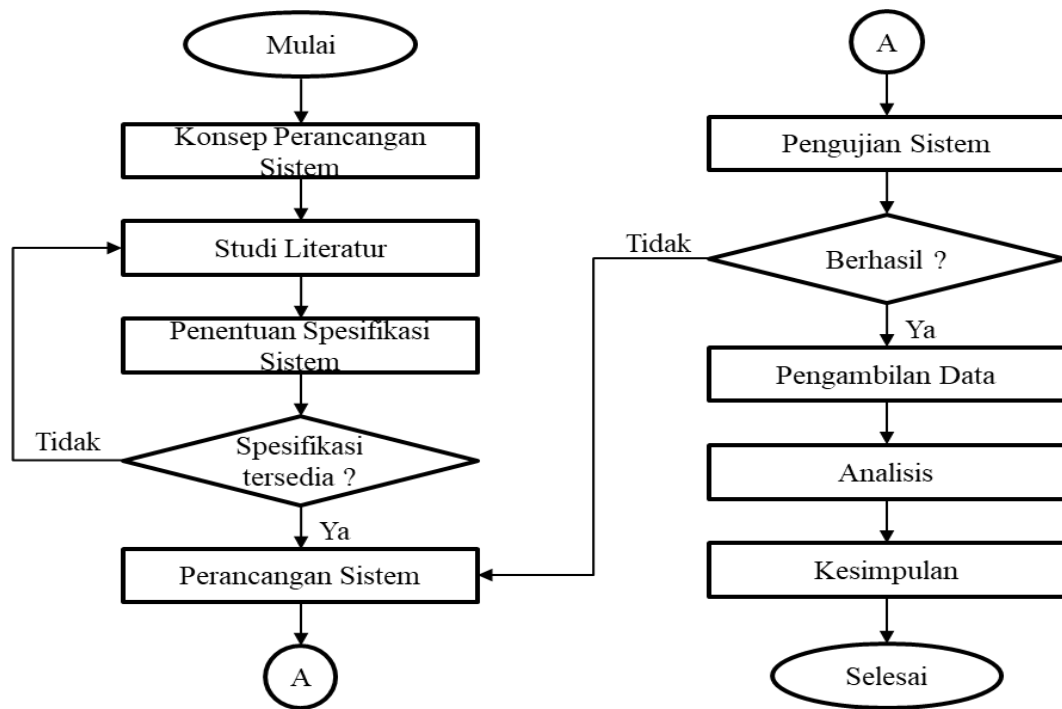 Mulai
Konsep Perancangan
Sistem
Studi Literatur
Penentuan Spesifikasi
Sistem
Tidak
Spesifikasi
tersedia ?
Ya
Perancangan Sistem
A
A
Pengujian Sistem
Tidak
Berhasil ?
Ya
Pengambilan Data
Analisis
Kesimpulan
Selesai